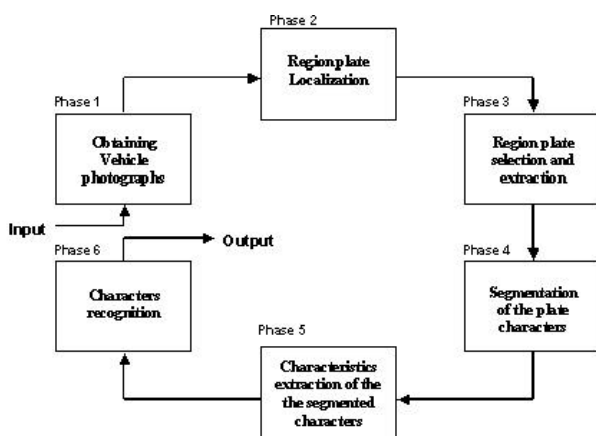 Phase 2
Region plate
Localization
Phase 1
Obtaining
Vehicle
photographs
Phase 3
Region plate
selection and
extraction
Input
Output
Phase 6
Characters
recognition
Phase 4
Segmentation
of the plate
characters
Phase 5
Characteristics
extraction of the
the segmented
characters